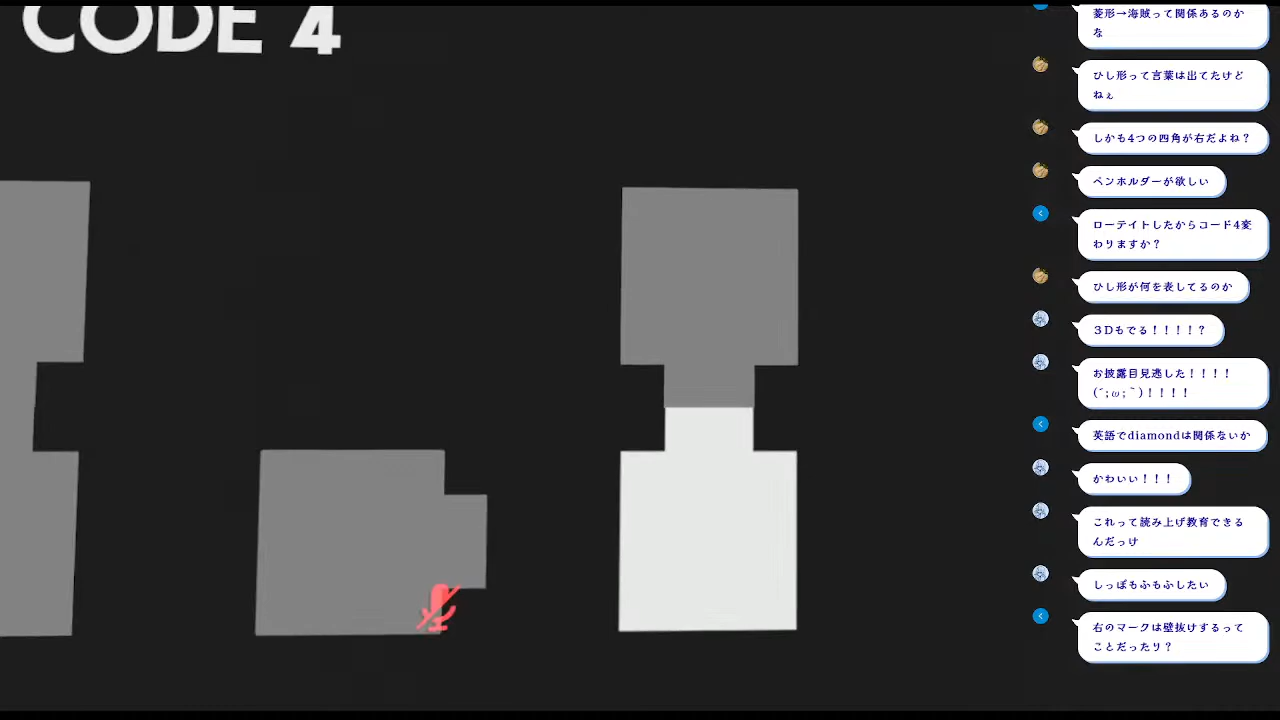 CODE 4
菱形→海賊って関係あるのか
な
ひし形って言葉は出てたけど
ねぇ
しかも4つの四角が右だよね？
ペンホルダーが欲しい
ローテイトしたからコード4変
わりますか？
ひし形が何を表してるのか
３Dもでる！！！！？
お披露目見逃した！！！！
(´；ω；｀)！！！！
英語でdiamondは関係ないか
かわいい！！！
これって読み上げ教育できる
んだっけ
しっぽもふもふしたい
右のマークは壁抜けするって
ことだったり？